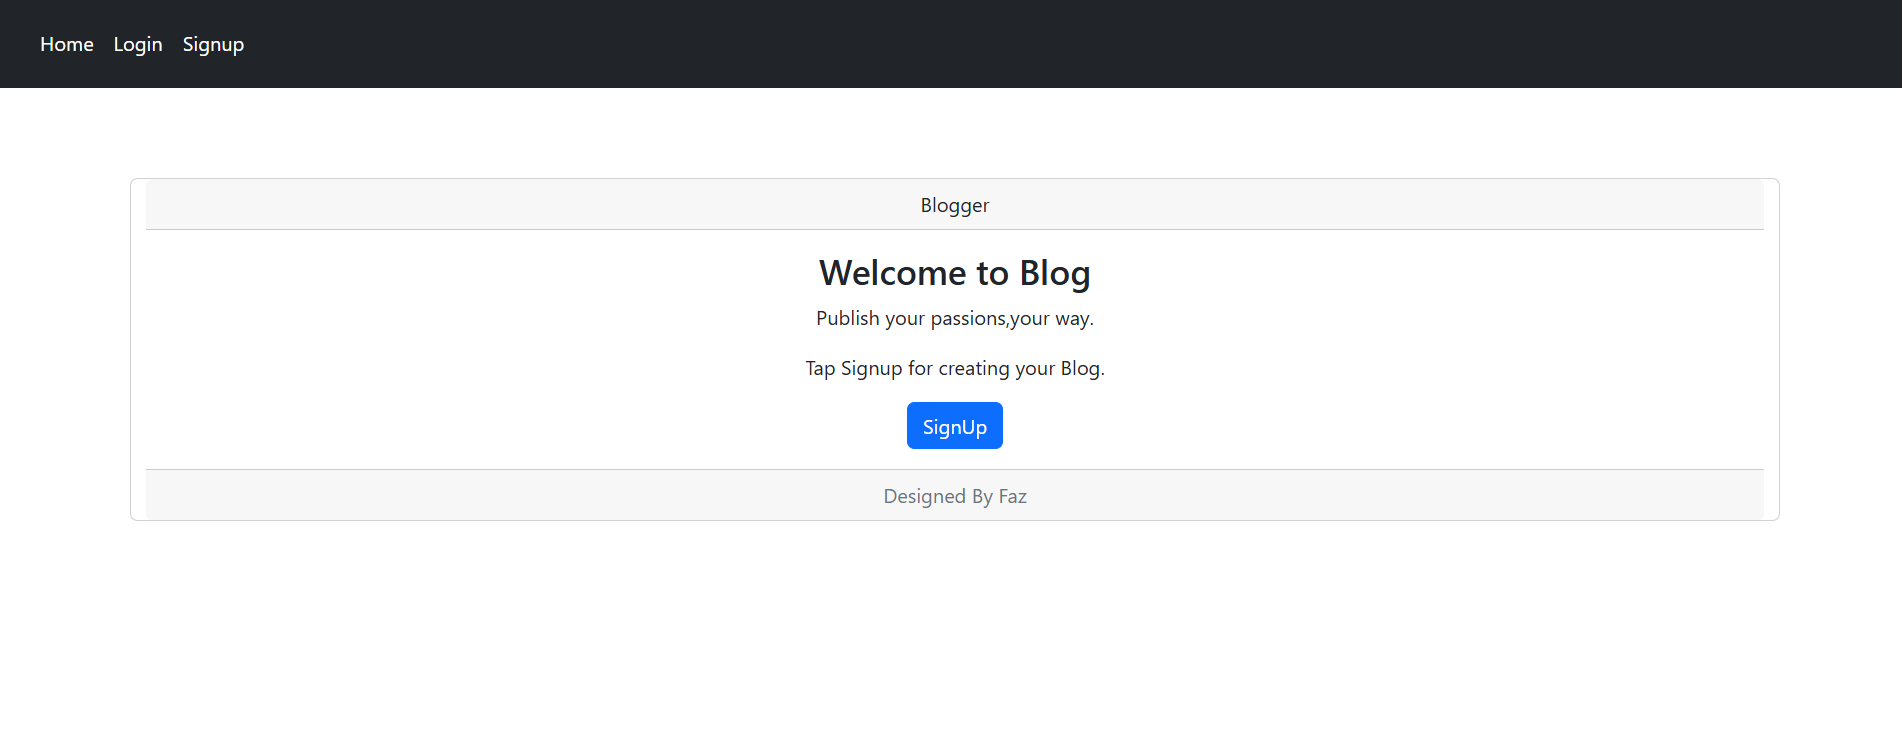 Home Login Signup
Blogger
Welcome to Blog
Publish your passions,your way.
Tap Signup for creating your Blog.
SignUp
Designed By Faz